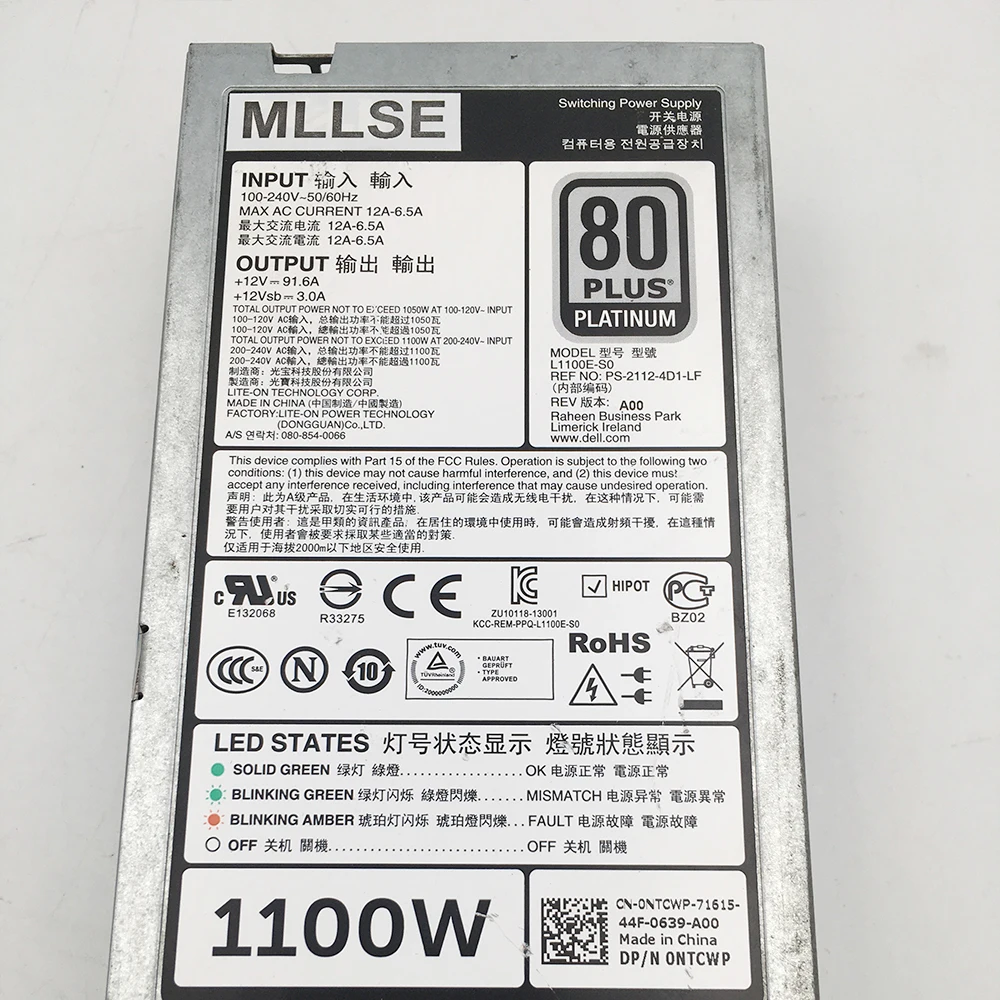 MLLSE
Switching Power Supply
开关电源
電源供應器
컴퓨터용 전원공급장치
INPUT 输入 輸入
100-240V~50/60Hz
MAX AC CURRENT 12A-6.5A
最大交流电流 12A-6.5A
最大交流電流 12A-6.5A
OUTPUT 输出 輸出
+12V⎓91.6A
+12Vsb⎓3.0A
TOTAL OUTPUT POWER NOT TO EXCEED 1050W AT 100-120V~ INPUT
100-120V AC输入，总输出功率不能超过1050瓦
100-120V AC輸入，總輸出功率不能超過1050瓦
TOTAL OUTPUT POWER NOT TO EXCEED 1100W AT 200-240V~ INPUT
200-240V AC输入，总输出功率不能超过1100瓦
200-240V AC輸入，總輸出功率不能超過1100瓦
制造商：光宝科技股份有限公司
製造商：光寶科技股份有限公司
LITE-ON TECHNOLOGY CORP.
MADE IN CHINA (中国制造/中國製造)
FACTORY:LITE-ON POWER TECHNOLOGY
(DONGGUAN)Co.,LTD.
A/S 연락처: 080-854-0066
80
PLUS®
PLATINUM
MODEL 型号 型號
L1100E-S0
REF NO: PS-2112-4D1-LF
(内部编码)
REV 版本: A00
Raheen Business Park
Limerick Ireland
www.dell.com
This device complies with Part 15 of the FCC Rules. Operation is subject to the following two
conditions: (1) this device may not cause harmful interference, and (2) this device must
accept any interference received, including interference that may cause undesired operation.
声明：此为A级产品，在生活环境中,该产品可能会造成无线电干扰，在这种情况下，可能需
要用户对其干扰采取切实可行的措施.
警告使用者：這是甲類的資訊產品，在居住的環境中使用時，可能會造成射頻干擾，在這種情
況下，使用者會被要求採取某些適當的對策.
仅适用于海拔2000m以下地区安全使用.
c RU US
E132068
R33275
CE
KC
ZU10118-13001
KCC-REM-PPQ-L1100E-S0
HIPOT
PCT
BZ02
CCC S&E
N
10
www.tuv.com
TÜVRheinland
ID:2000000000
• BAUART
GEPRÜFT
• TYPE
APPROVED
RoHS
LED STATES 灯号状态显示 燈號狀態顯示
SOLID GREEN 绿灯 綠燈........................OK 电源正常 電源正常
BLINKING GREEN 绿灯闪烁 綠燈閃爍.......MISMATCH 电源异常 電源異常
BLINKING AMBER 琥珀灯闪烁 琥珀燈閃爍...FAULT 电源故障 電源故障
OFF 关机 關機............................OFF 关机 關機
1100W
CN-0NTCWP-71615-
44F-0639-A00
Made in China
DP/N 0NTCWP